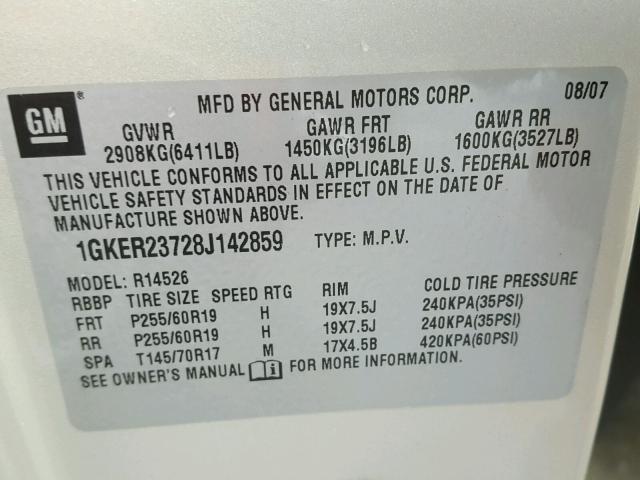 GM ® MFD BY GENERAL MOTORS CORP. 08/07
GVWR GAWR FRT GAWR RR
2908KG(6411LB) 1450KG(3196LB) 1600KG(3527LB)
THIS VEHICLE CONFORMS TO ALL APPLICABLE U.S. FEDERAL MOTOR
VEHICLE SAFETY STANDARDS IN EFFECT ON THE DATE OF
MANUFACTURE SHOWN ABOVE.
1GKER23728J142859 TYPE: M.P.V.
MODEL: R14526
RBBP TIRE SIZE SPEED RTG RIM COLD TIRE PRESSURE
FRT P255/60R19 H 19X7.5J 240KPA(35PSI)
RR P255/60R19 H 19X7.5J 240KPA(35PSI)
SPA T145/70R17 M 17X4.5B 420KPA(60PSI)
SEE OWNER'S MANUAL FOR MORE INFORMATION.